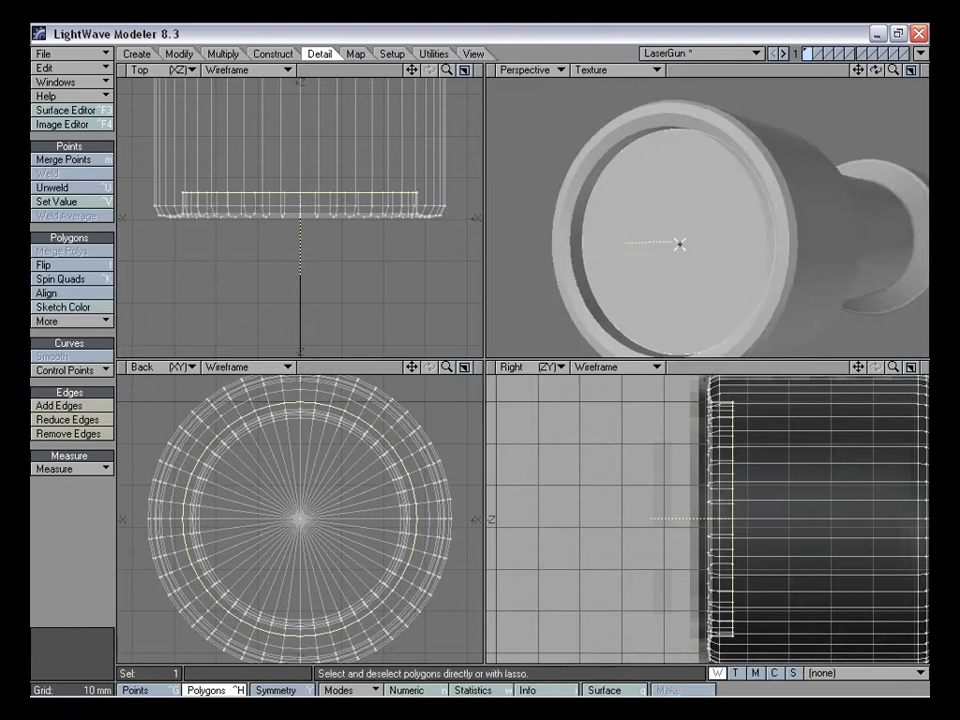 LightWave Modeler 8.3
File
Edit
Windows
Help
Surface Editor ^F3
Image Editor ^F4
Points
Merge Points m
Weld
Unweld ^U
Set Value ^V
Weld Average
Polygons
Merge Polys
Flip f
Spin Quads ^K
Align
Sketch Color
More
Curves
Smooth
Control Points
Edges
Add Edges
Reduce Edges
Remove Edges
Measure
Measure
Create Modify Multiply Construct Detail Map Setup Utilities View
LaserGun * 1
Top (XZ) Wireframe
Perspective Texture
Back (XY) Wireframe
Right (ZY) Wireframe
Sel: 1 Select and deselect polygons directly or with lasso. W T M C S (none)
Grid: 10 mm Points ^G Polygons ^H Symmetry Y Modes Numeric n Statistics w Info i Surface q